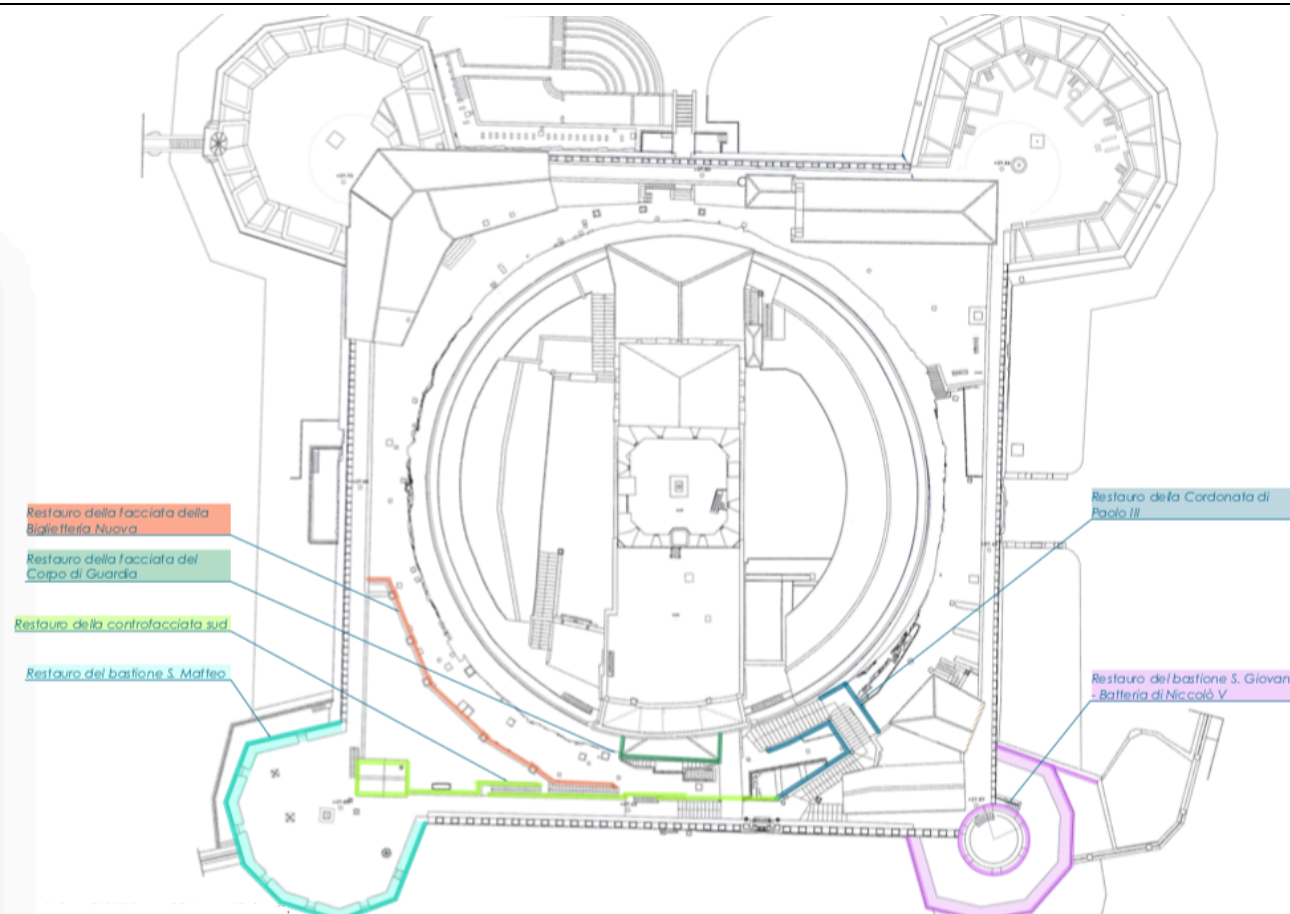 Restauro della facciata della
Biglietteria Nuova
Restauro della facciata del
Corpo di Guardia
Restauro della controfacciata sud
Restauro del bastione S. Matteo
Restauro della Cordonata di
Paolo III
Restauro del bastione S. Giovan
- Batteria di Niccolò V